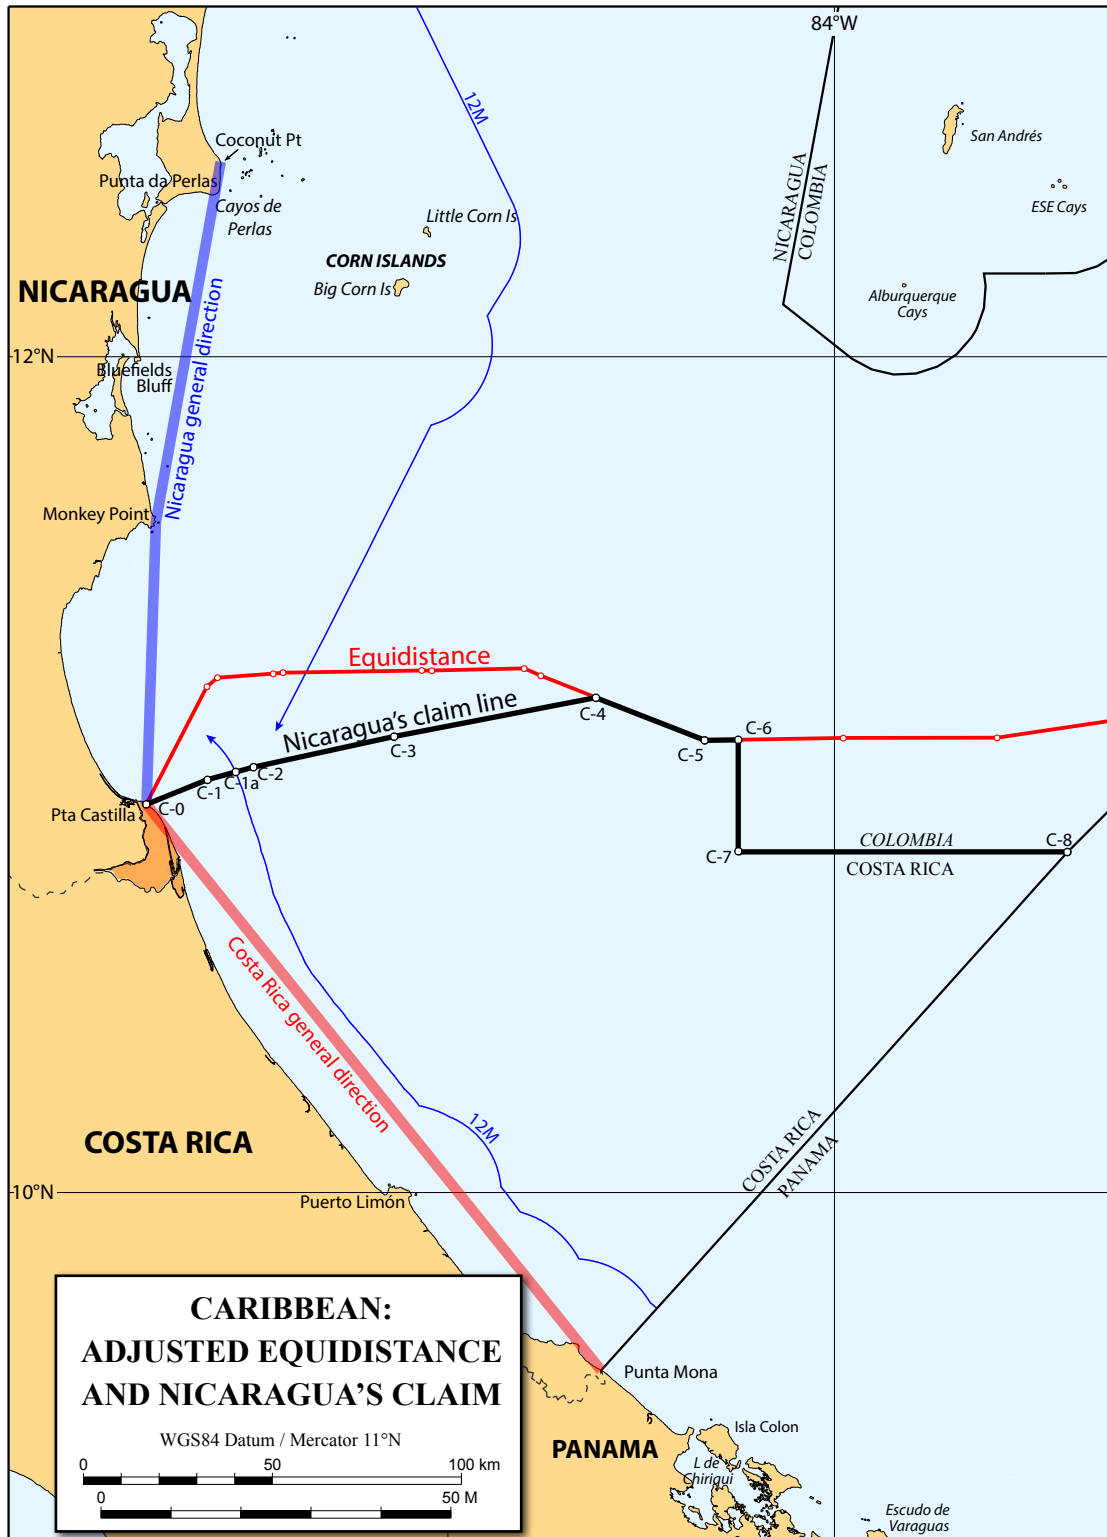 84°W
San Andrés
Coconut Pt
NICARAGUA
COLOMBIA
12M
Punta da Perlas
ESE Cays
Cayos de
Perlas
Little Corn Is
CORN ISLANDS
Big Corn Is
NICARAGUA
Alburquerque
Cays
Nicaragua general direction
12°N
Bluefields
Bluff
Monkey Point
Equidistance
Nicaragua's claim line
C-4
C-3
C-5
C-6
C-2
C-1a
C-1
C-0
Pta Castilla
C-7
COLOMBIA
C-8
COSTA RICA
Costa Rica general direction
12M
COSTA RICA
COSTA RICA
PANAMA
10°N
Puerto Limón
Punta Mona
CARIBBEAN:
ADJUSTED EQUIDISTANCE
AND NICARAGUA'S CLAIM
WGS84 Datum / Mercator 11°N
0 50 100 km
0 50 M
PANAMA
Isla Colon
L de
Chiriqui
Escudo de
Varaguas